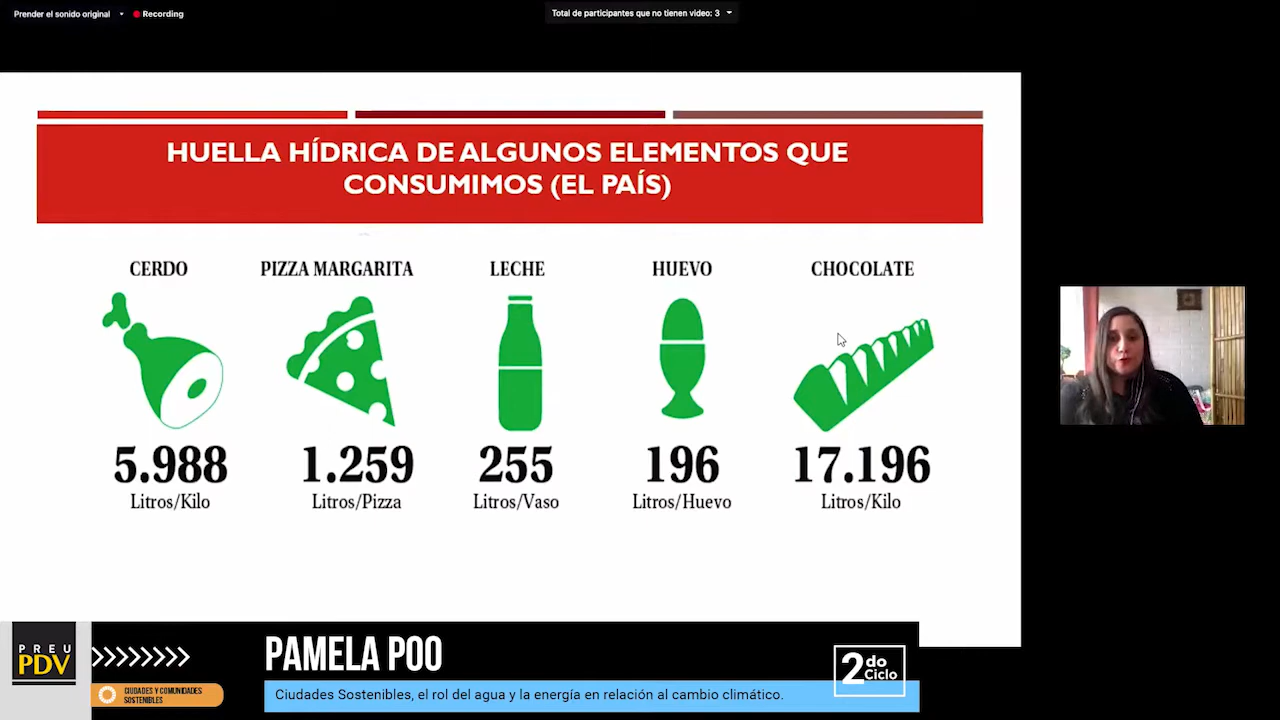 Prender el sonido original
Recording
Total de participantes que no tienen video: 3
HUELLA HÍDRICA DE ALGUNOS ELEMENTOS QUE
CONSUMIMOS (EL PAÍS)
CERDO
PIZZA MARGARITA
LECHE
HUEVO
CHOCOLATE
5.988
1.259
255
196
17.196
Litros/Kilo
Litros/Pizza
Litros/Vaso
Litros/Huevo
Litros/Kilo
PREU
PDV
CIUDADES Y COMUNIDADES
SOSTENIBLES
PAMELA POO
Ciudades Sostenibles, el rol del agua y la energía en relación al cambio climático.
2do
Ciclo